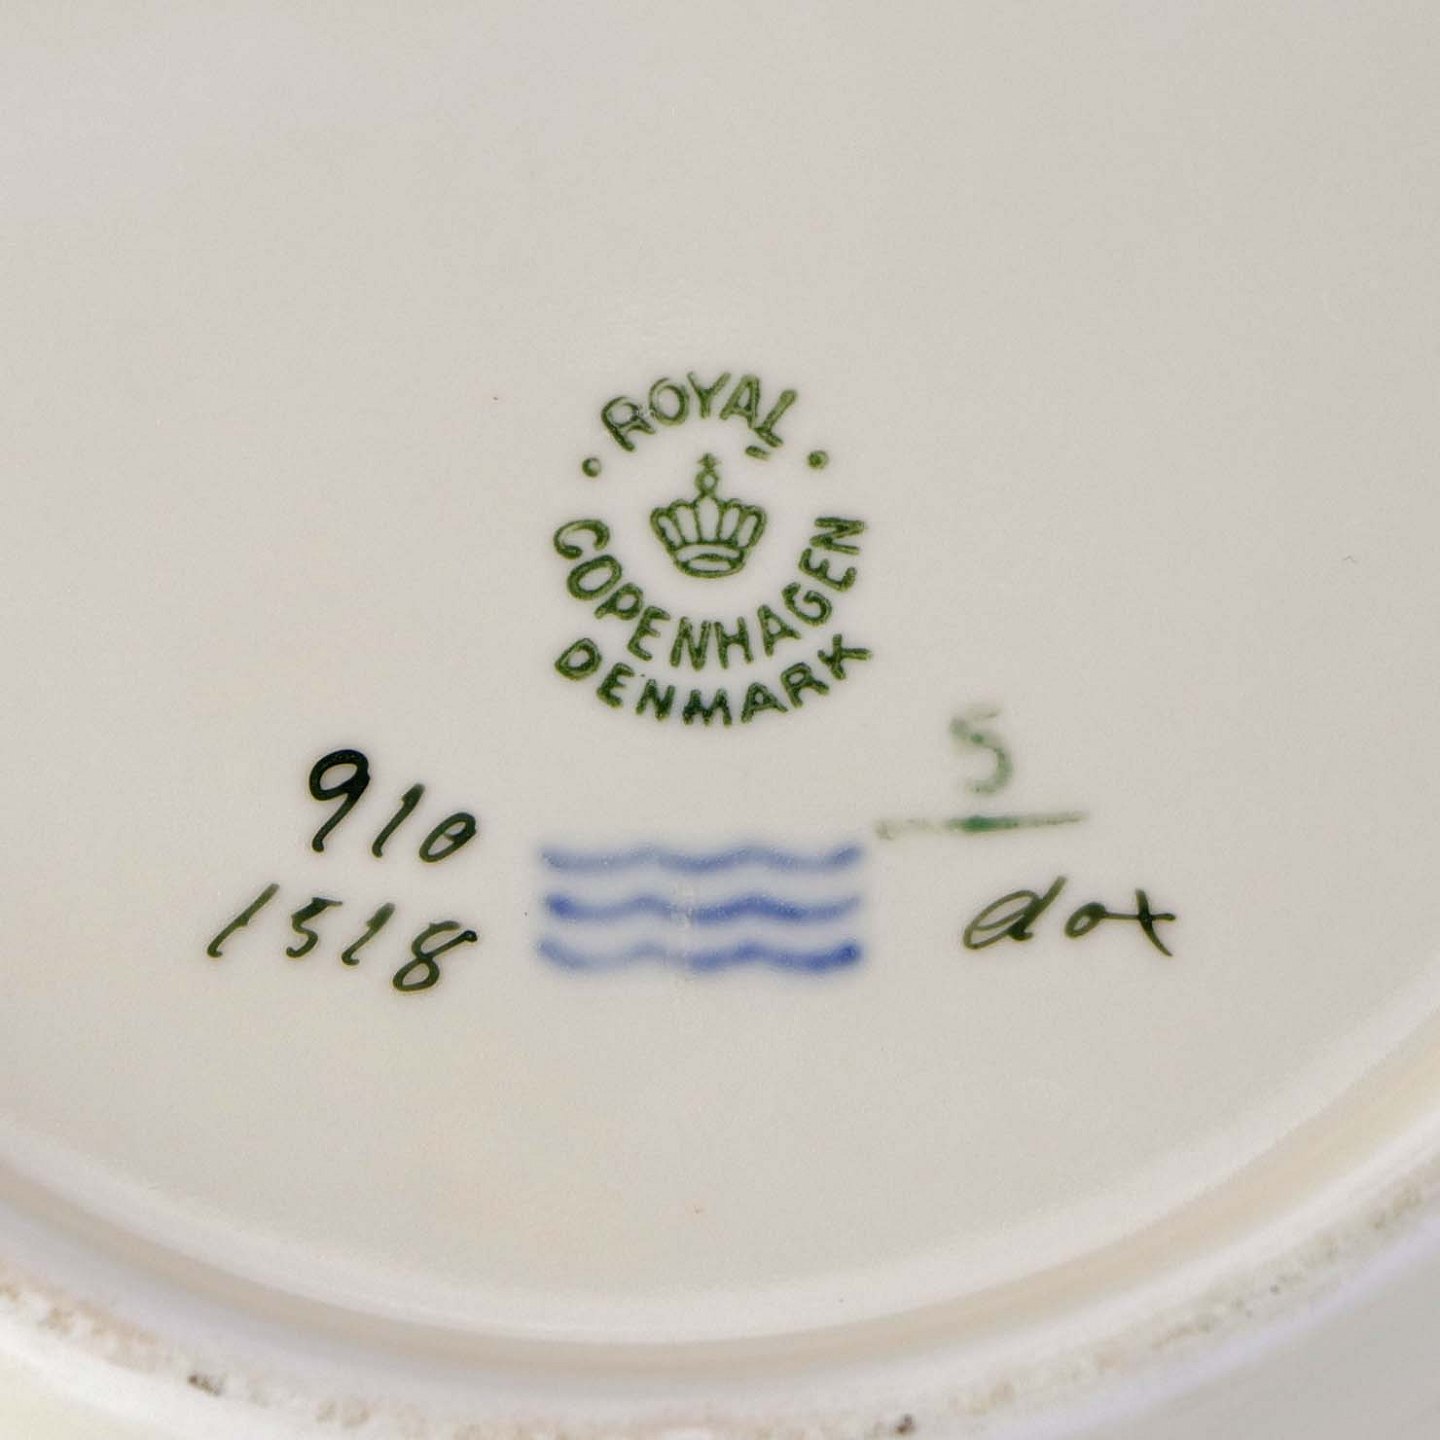 ROYAL
COPENHAGEN
DENMARK
5
910
1518
dox